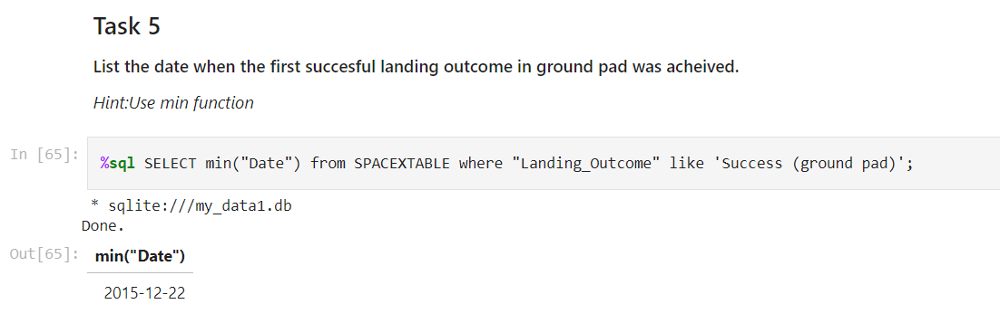 Task 5
List the date when the first succesful landing outcome in ground pad was acheived.
Hint:Use min function
In [65]: %sql SELECT min("Date") from SPACEXTABLE where "Landing_Outcome" like 'Success (ground pad)';
* sqlite:///my_data1.db
Done.
Out[65]: min("Date")
2015-12-22